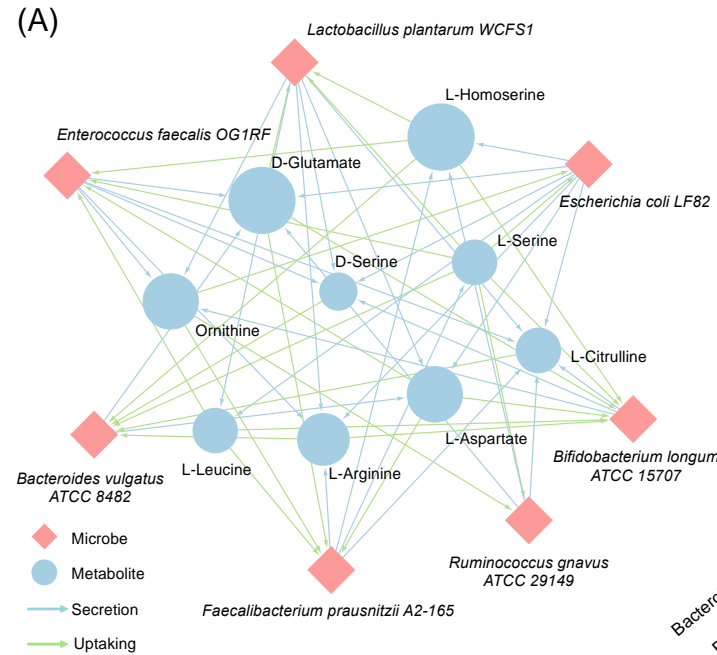 (A)
Lactobacillus plantarum WCFS1
L-Homoserine
Enterococcus faecalis OG1RF
D-Glutamate
Escherichia coli LF82
L-Serine
D-Serine
Ornithine
L-Citrulline
L-Aspartate
L-Leucine
L-Arginine
Bacteroides vulgatus
ATCC 8482
Bifidobacterium longum
ATCC 15707
Microbe
Metabolite
Secretion
Uptaking
Ruminococcus gnavus
ATCC 29149
Faecalibacterium prausnitzii A2-165
Bactero